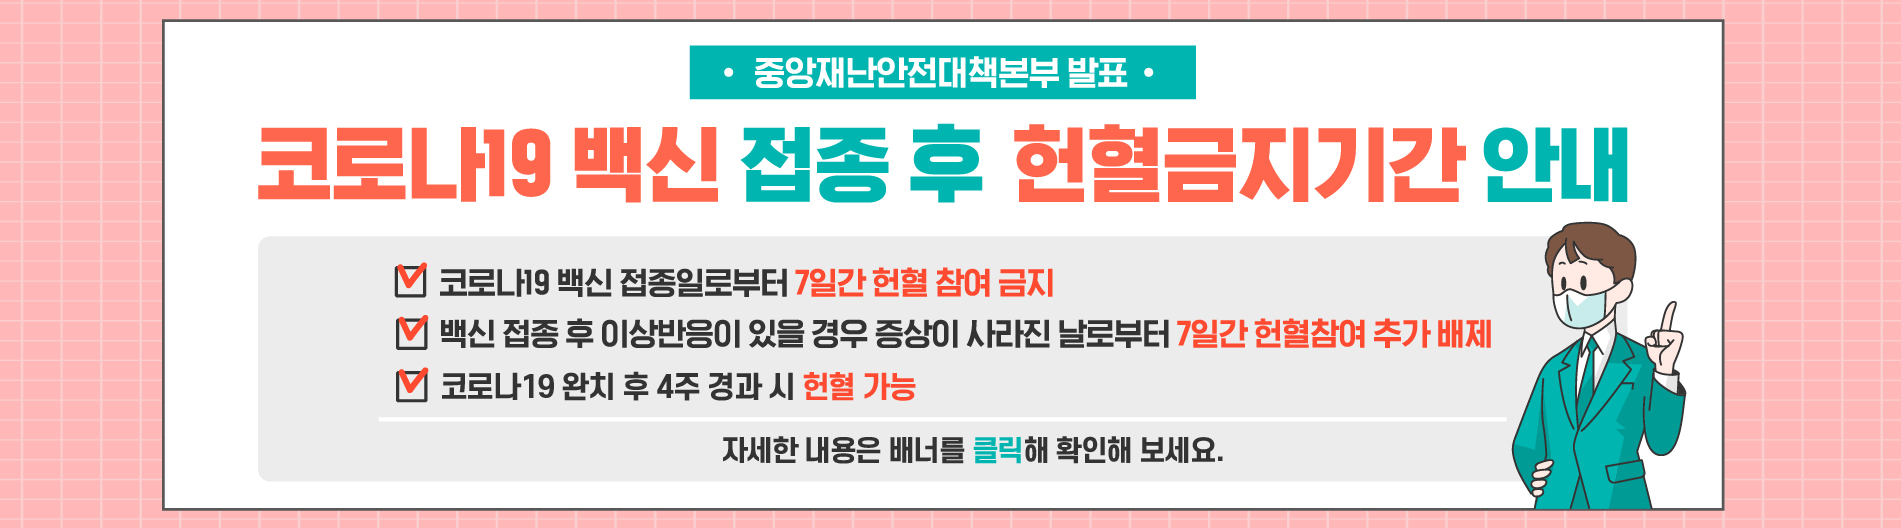 • 중앙재난안전대책본부 발표 •
코로나19 백신 접종 후 헌혈금지기간 안내
코로나19 백신 접종일로부터 7일간 헌혈 참여 금지
백신 접종 후 이상반응이 있을 경우 증상이 사라진 날로부터 7일간 헌혈참여 추가 배제
코로나19 완치 후 4주 경과 시 헌혈 가능
자세한 내용은 배너를 클릭해 확인해 보세요.